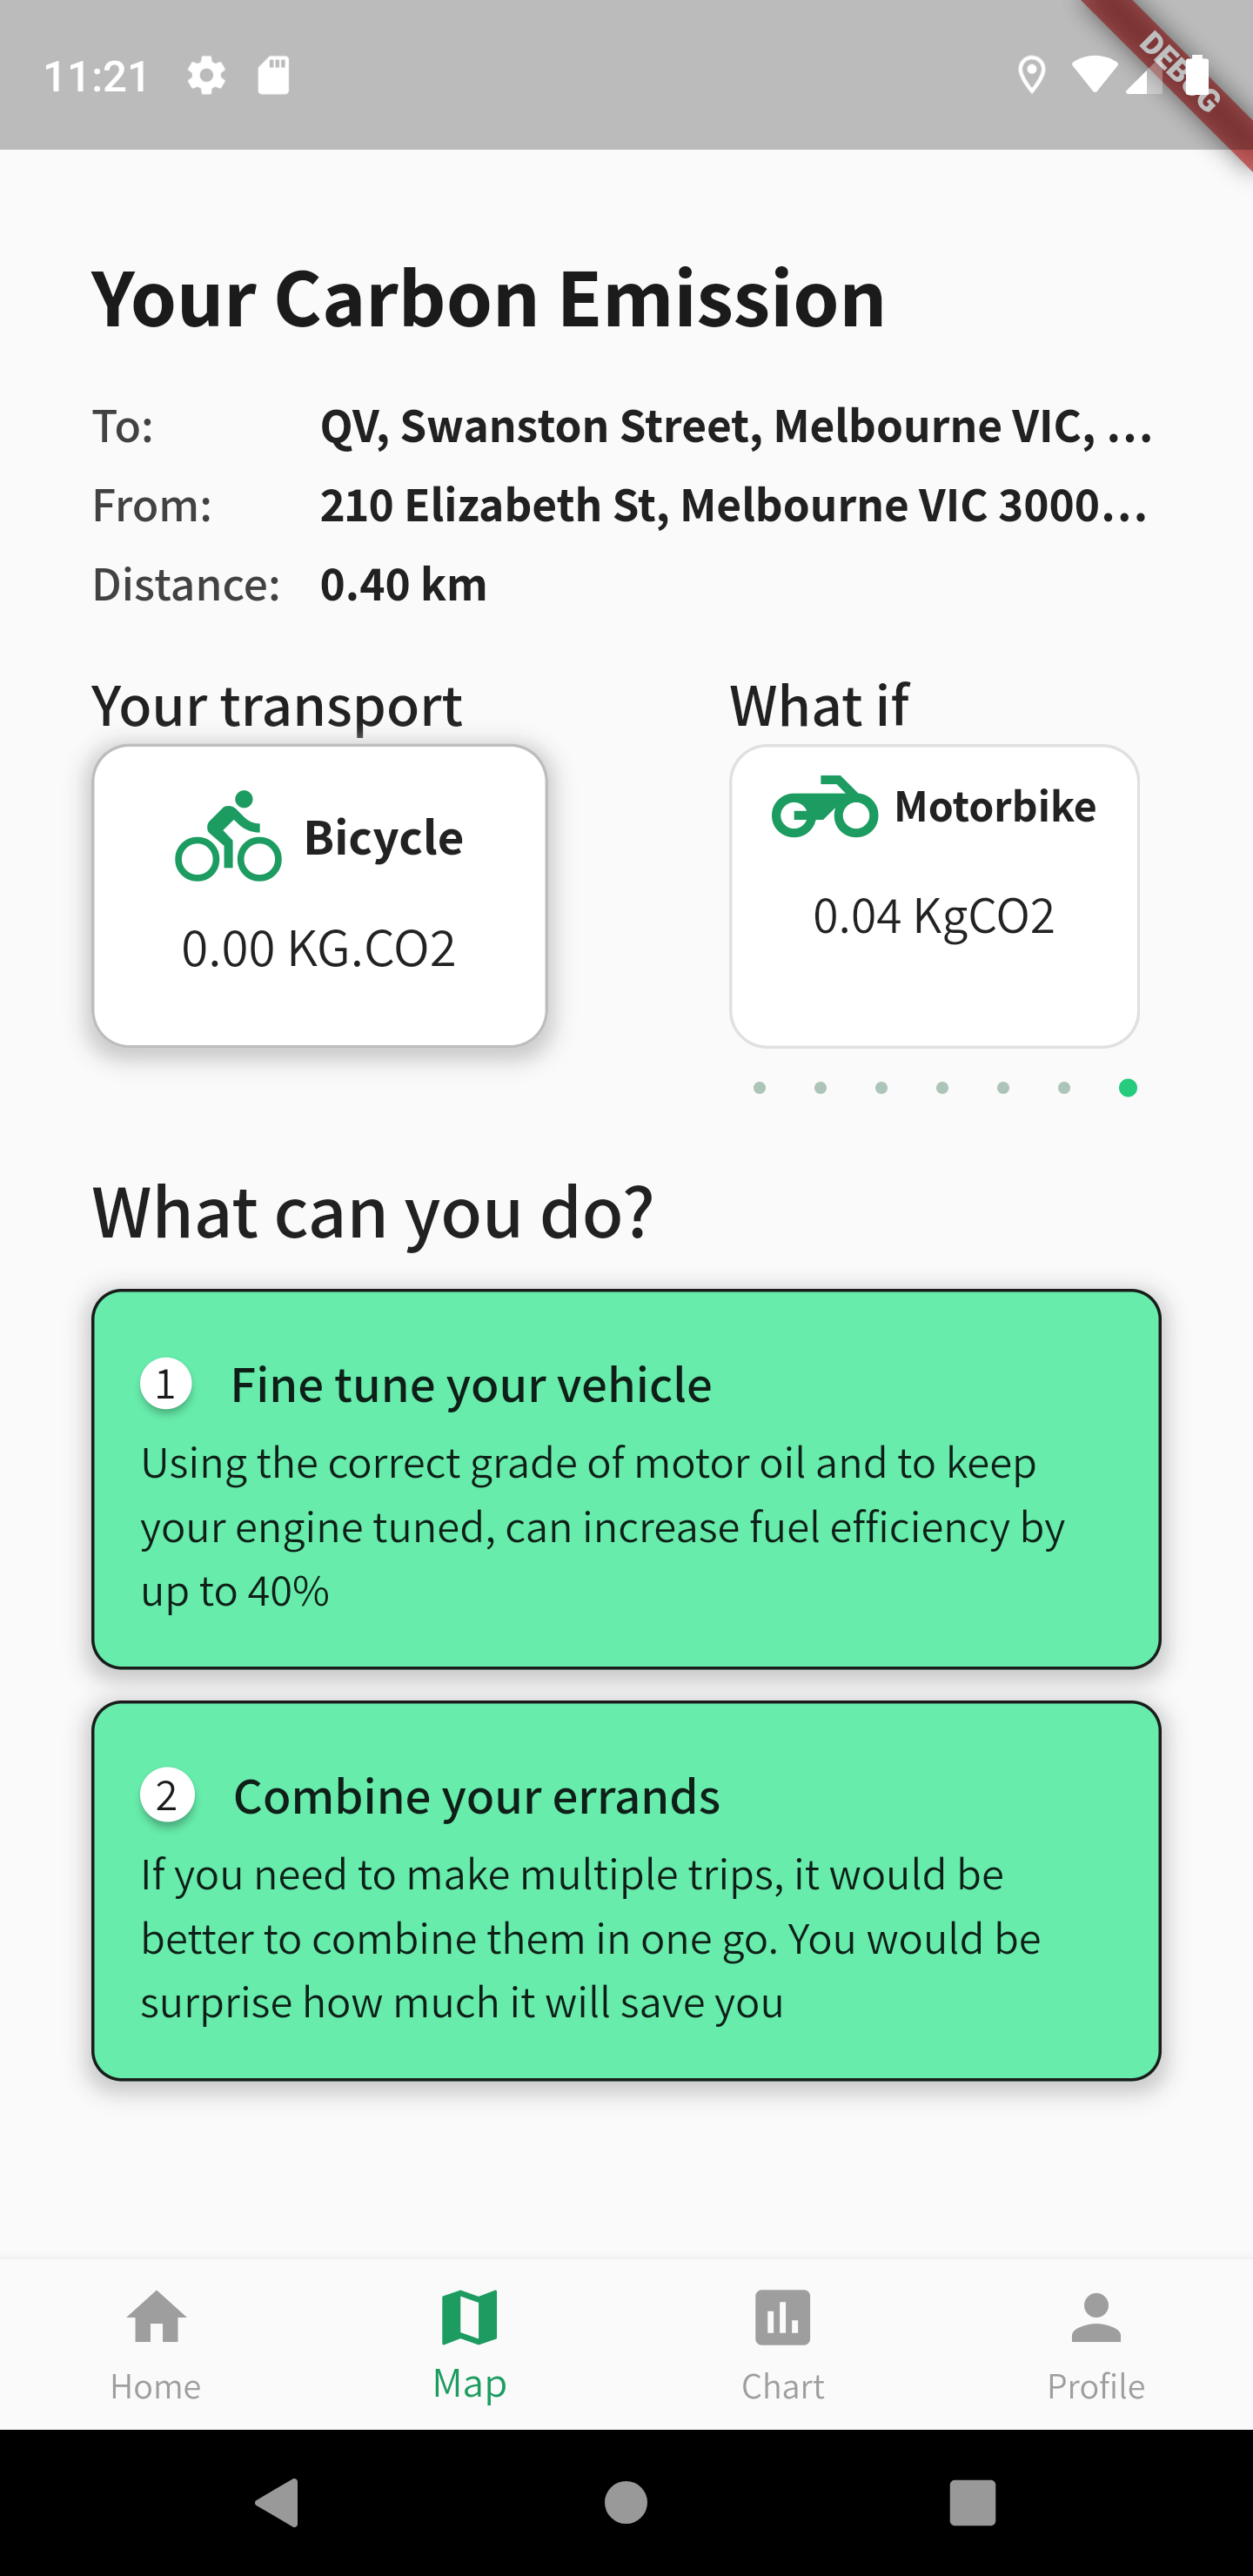 11:21
DEBUG
Your Carbon Emission
To: QV, Swanston Street, Melbourne VIC, ...
From: 210 Elizabeth St, Melbourne VIC 3000...
Distance: 0.40 km
Your transport What if
Bicycle
0.00 KG.CO2
Motorbike
0.04 KgCO2
What can you do?
1 Fine tune your vehicle
Using the correct grade of motor oil and to keep
your engine tuned, can increase fuel efficiency by
up to 40%
2 Combine your errands
If you need to make multiple trips, it would be
better to combine them in one go. You would be
surprise how much it will save you
Home Map Chart Profile